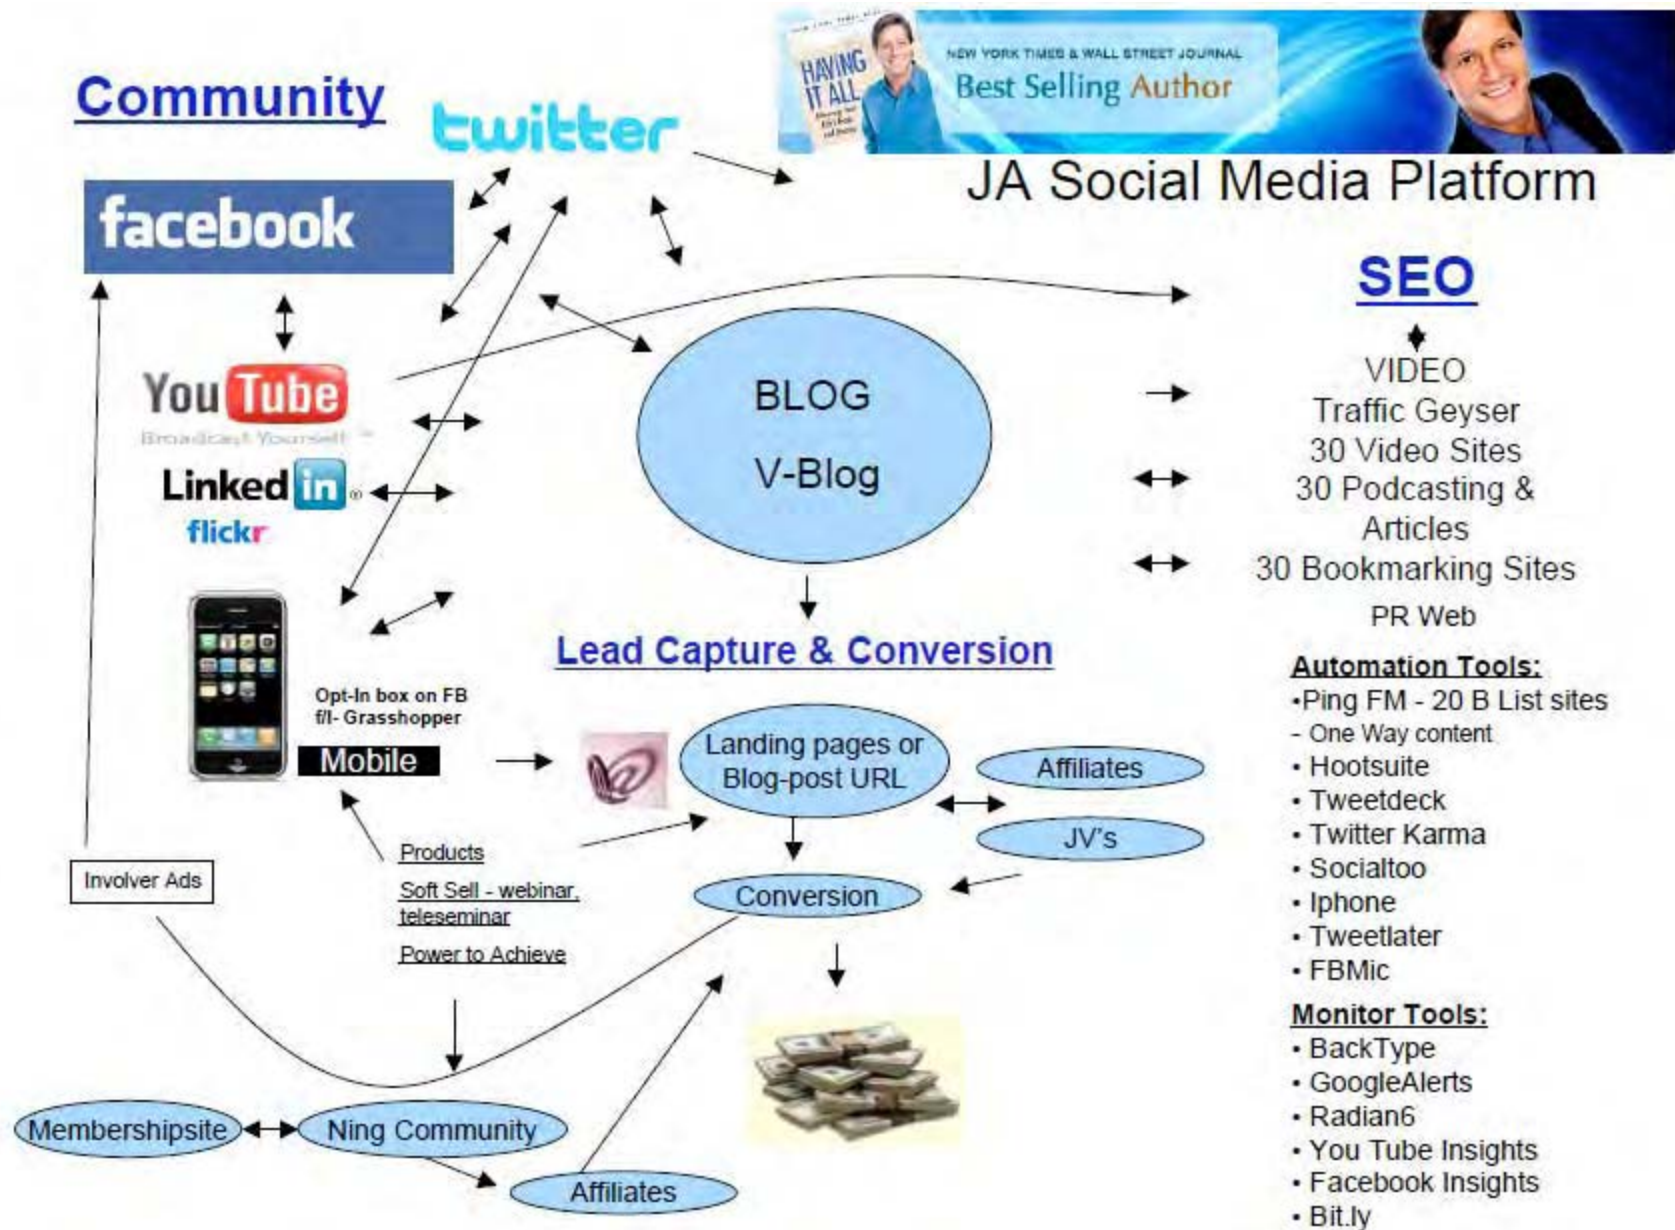 HAVING
IT ALL
NEW YORK TIMES & WALL STREET JOURNAL
Best Selling Author
JA Social Media Platform
Community
twitter
facebook
You Tube
Broadcast Yourself ™
Linked in ®
flickr
Opt-In box on FB
f/l- Grasshopper
Mobile
BLOG
V-Blog
Lead Capture & Conversion
Landing pages or
Blog-post URL
Affiliates
JV's
Conversion
Involver Ads
Products
Soft Sell - webinar,
teleseminar
Power to Achieve
Membershipsite
Ning Community
Affiliates
SEO
VIDEO
Traffic Geyser
30 Video Sites
30 Podcasting &
Articles
30 Bookmarking Sites
PR Web
Automation Tools:
•Ping FM - 20 B List sites
- One Way content
• Hootsuite
• Tweetdeck
• Twitter Karma
• Socialtoo
• Iphone
• Tweetlater
• FBMic
Monitor Tools:
• BackType
• GoogleAlerts
• Radian6
• You Tube Insights
• Facebook Insights
• Bit.ly